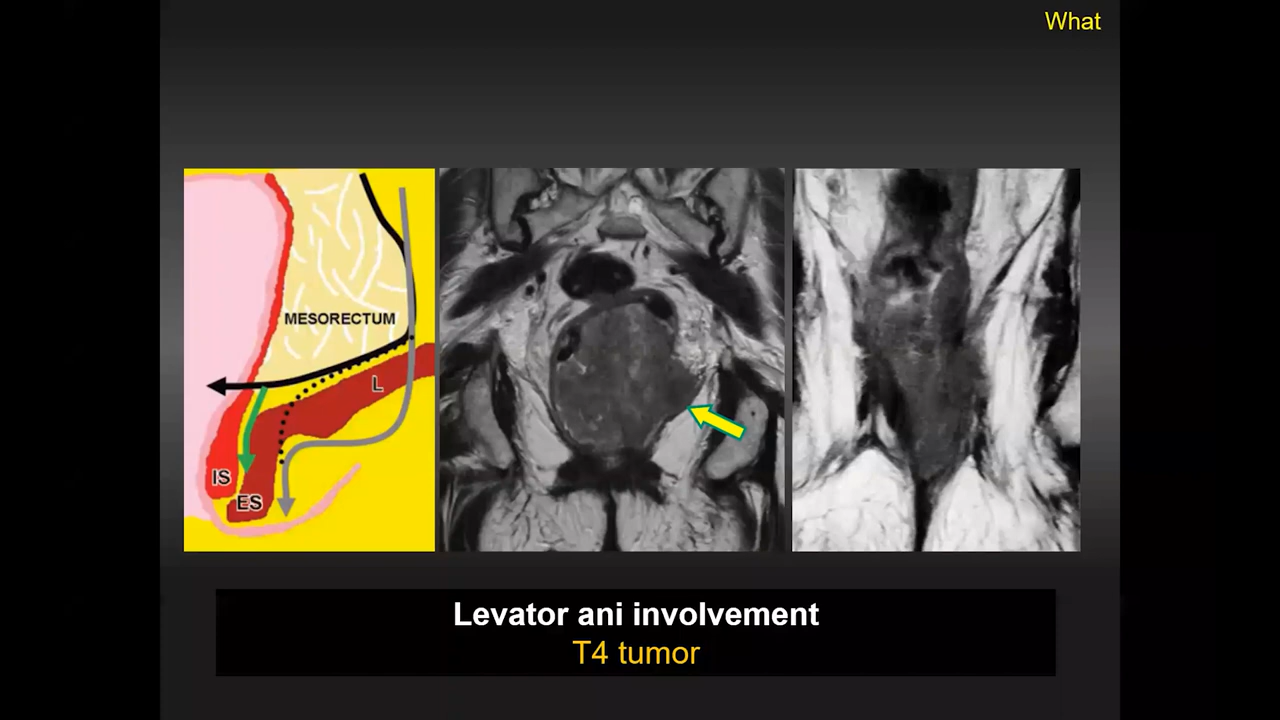 What
MESORECTUM
L
IS
ES
Levator ani involvement
T4 tumor